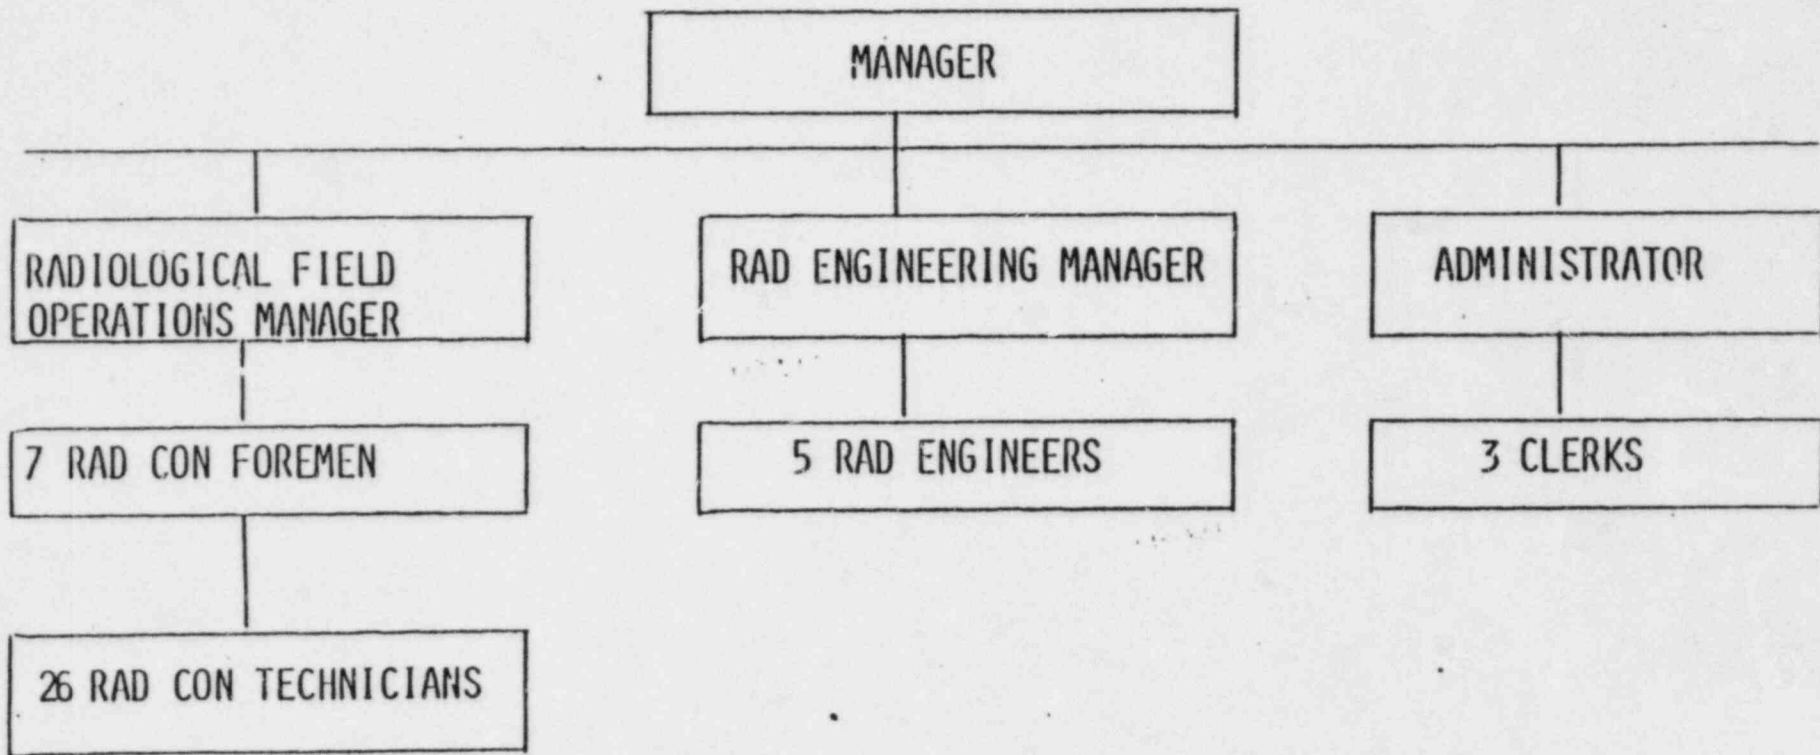 MANAGER
RADIOLOGICAL FIELD
OPERATIONS MANAGER
RAD ENGINEERING MANAGER
ADMINISTRATOR
7 RAD CON FOREMEN
5 RAD ENGINEERS
3 CLERKS
26 RAD CON TECHNICIANS